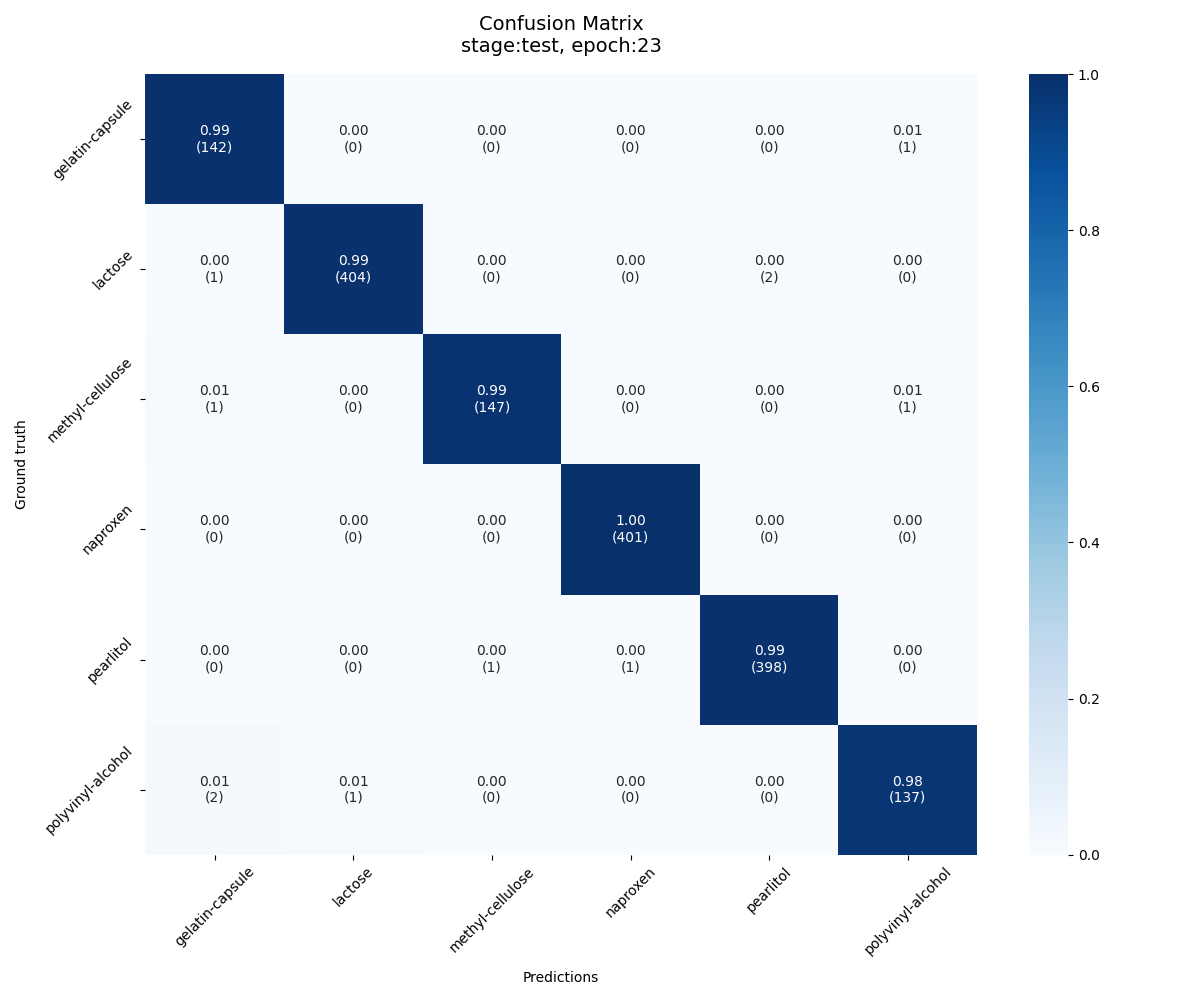 Confusion Matrix
stage:test, epoch:23
Ground truth
gelatin-capsule
0.99 0.00 0.00 0.00 0.00 0.01
(142) (0) (0) (0) (0) (1)
lactose
0.00 0.99 0.00 0.00 0.00 0.00
(1) (404) (0) (0) (2) (0)
methyl-cellulose
0.01 0.00 0.99 0.00 0.00 0.01
(1) (0) (147) (0) (0) (1)
naproxen
0.00 0.00 0.00 1.00 0.00 0.00
(0) (0) (0) (401) (0) (0)
pearlitol
0.00 0.00 0.00 0.00 0.99 0.00
(0) (0) (1) (1) (398) (0)
polyvinyl-alcohol
0.01 0.01 0.00 0.00 0.00 0.98
(2) (1) (0) (0) (0) (137)
gelatin-capsule lactose methyl-cellulose naproxen pearlitol polyvinyl-alcohol
Predictions
1.0
0.8
0.6
0.4
0.2
0.0